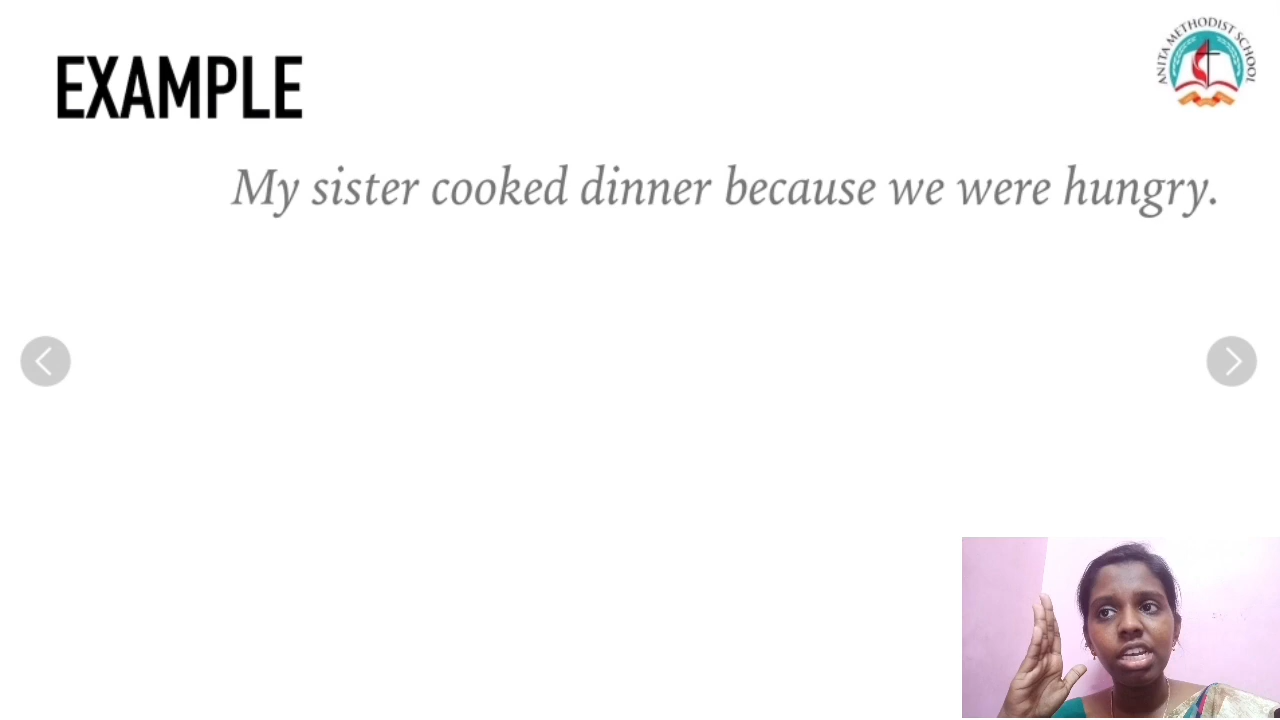 ANITA METHODIST SCHOOL
EXAMPLE
My sister cooked dinner because we were hungry.